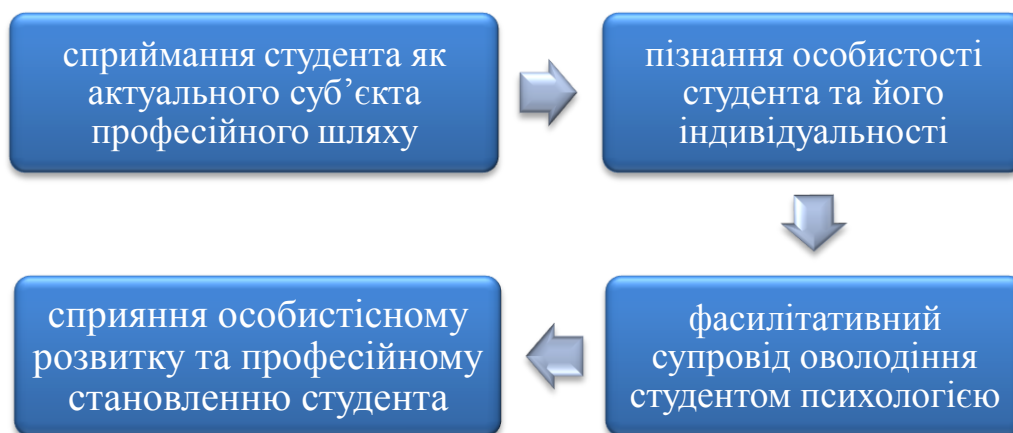 сприймання студента як
актуального суб’єкта
професійного шляху
пізнання особистості
студента та його
індивідуальності
фасилітативний
супровід оволодіння
студентом психологією
сприяння особистісному
розвитку та професійному
становленню студента